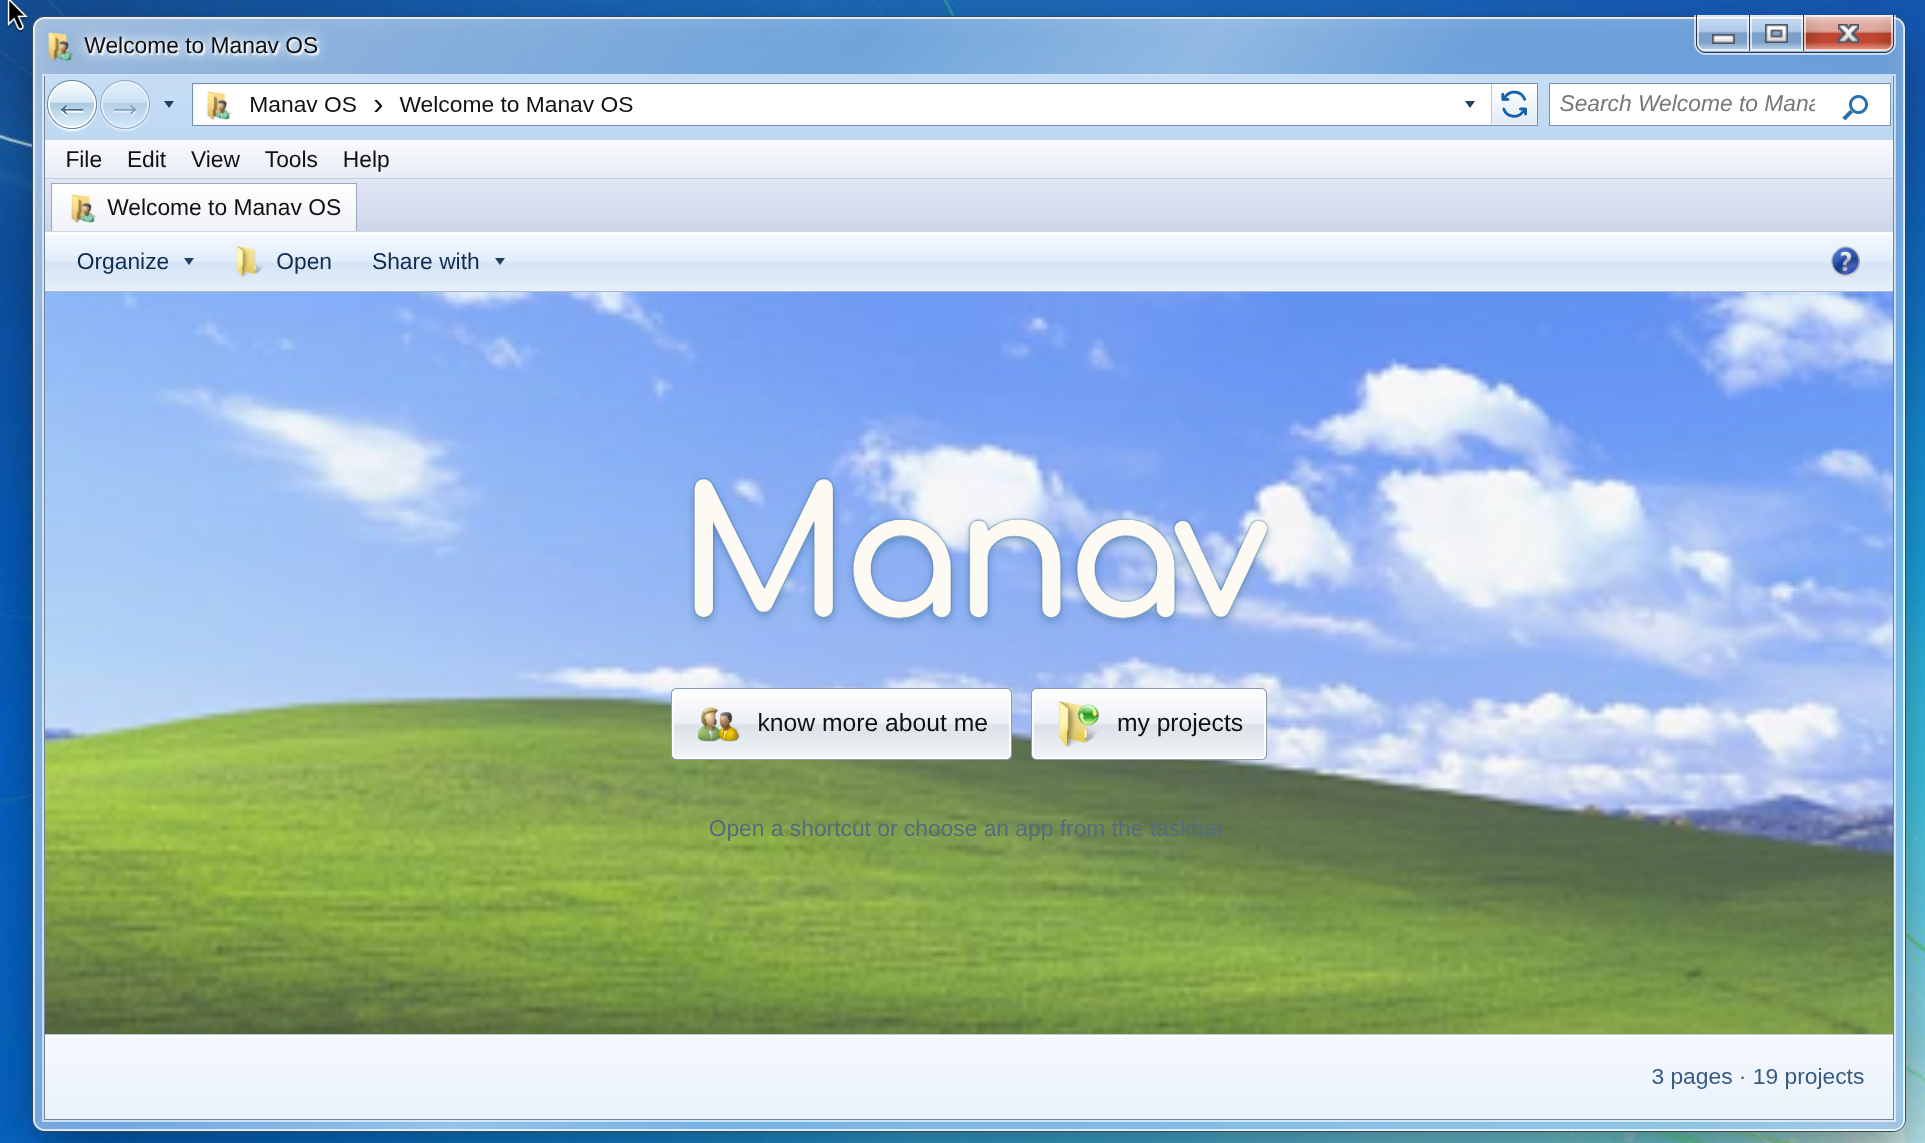 Welcome to Manav OS
Manav OS › Welcome to Manav OS
Search Welcome to Mana
File Edit View Tools Help
Welcome to Manav OS
Organize Open Share with
Manav
know more about me
my projects
Open a shortcut or choose an app from the taskbar.
3 pages · 19 projects